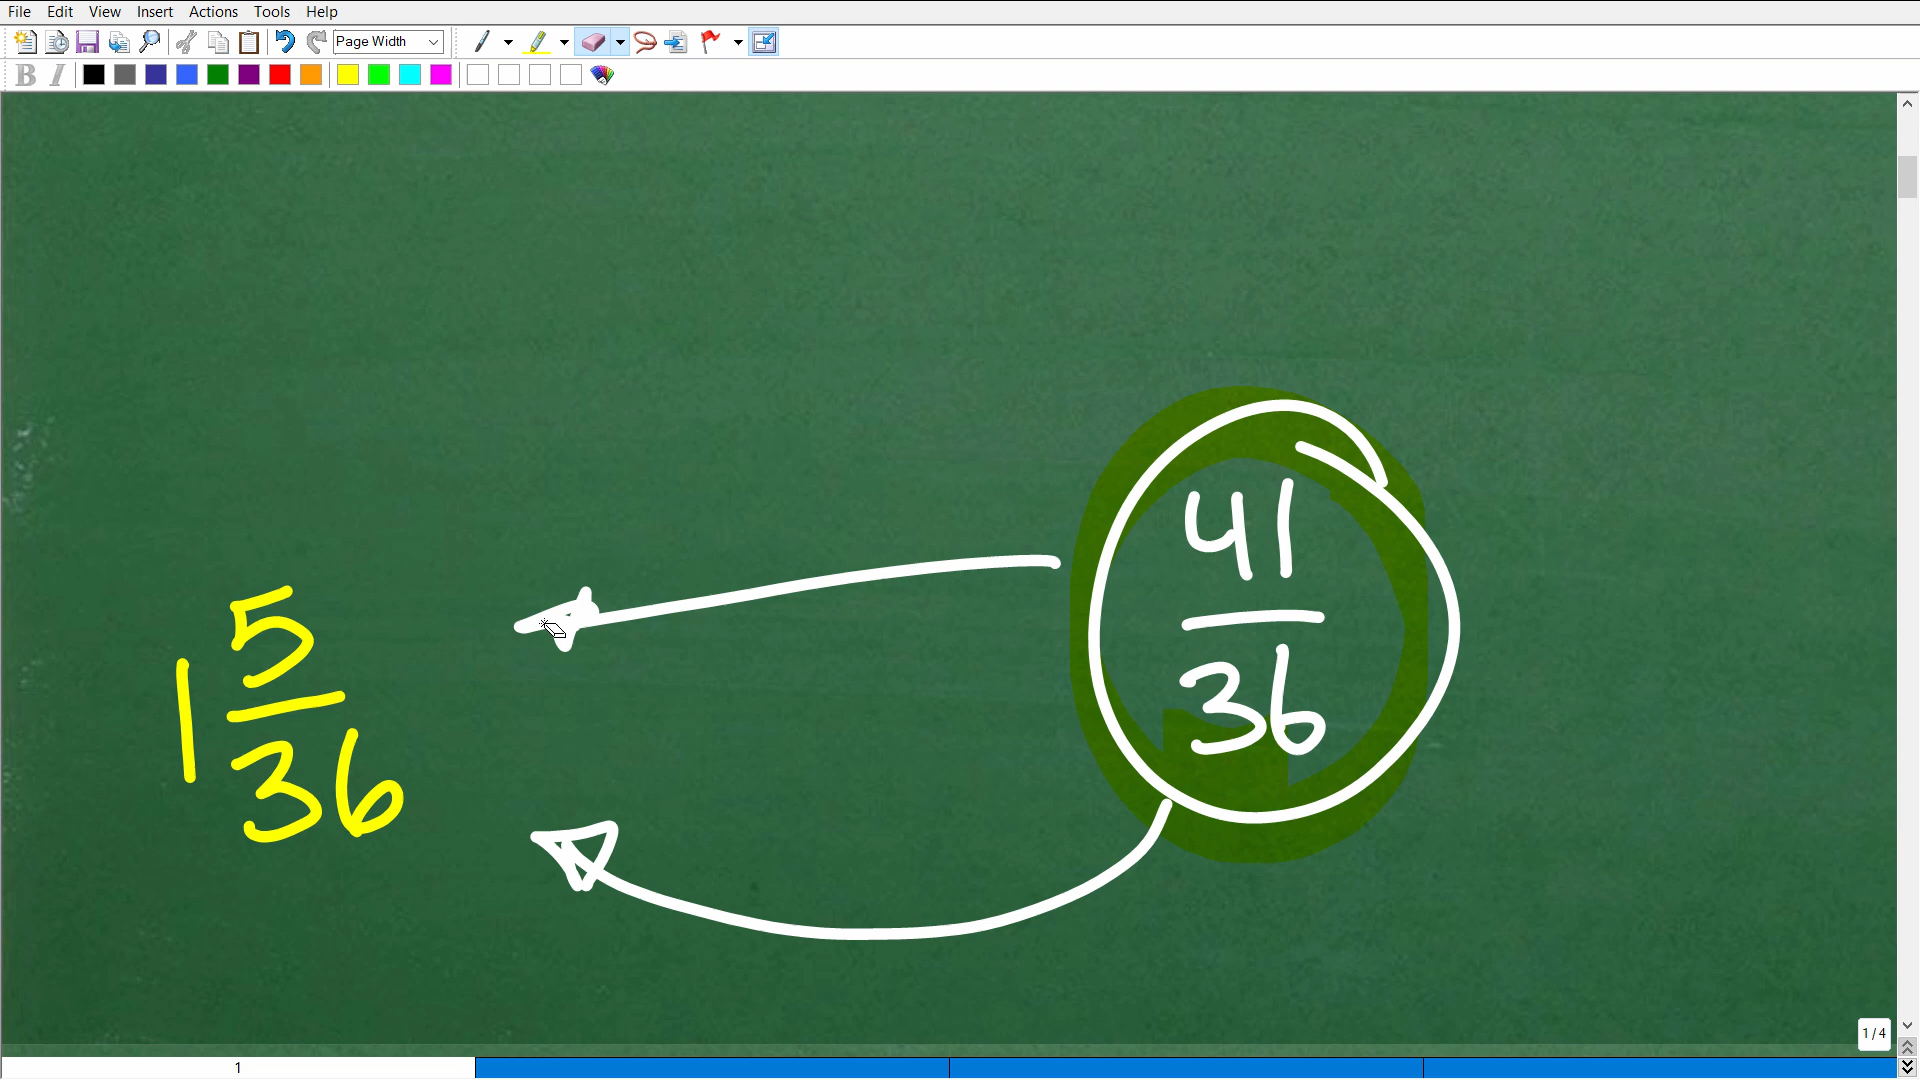 File Edit View Insert Actions Tools Help
Page Width
B I
1 5/36
41/36
1 / 4
1